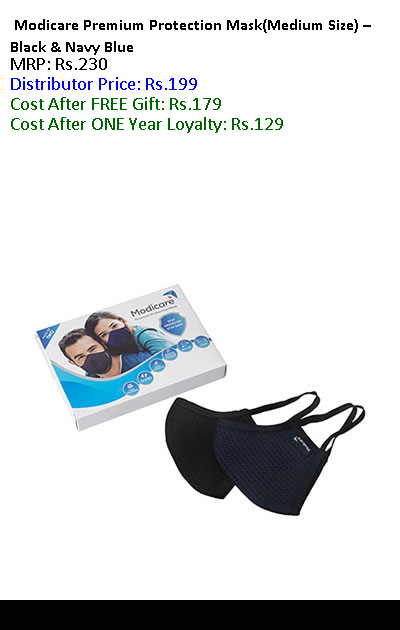 Modicare Premium Protection Mask(Medium Size) –
Black & Navy Blue
MRP: Rs.230
Distributor Price: Rs.199
Cost After FREE Gift: Rs.179
Cost After ONE Year Loyalty: Rs.129
Modicare
Modicare